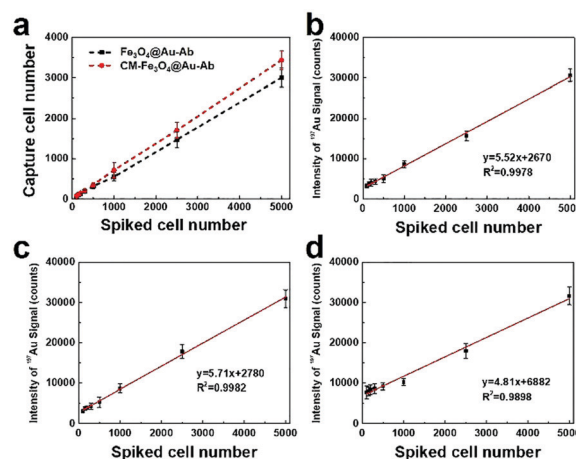 a
Capture cell number
4000
3000
2000
1000
0
0 1000 2000 3000 4000 5000
Spiked cell number
Fe₃O₄@Au-Ab
CM-Fe₃O₄@Au-Ab
b
Intensity of ¹⁹⁷Au Signal (counts)
40000
30000
20000
10000
0
0 1000 2000 3000 4000 5000
Spiked cell number
y=5.52x+2670
R²=0.9978
c
Intensity of ¹⁹⁷Au Signal (counts)
40000
30000
20000
10000
0
0 1000 2000 3000 4000 5000
Spiked cell number
y=5.71x+2780
R²=0.9982
d
Intensity of ¹⁹⁷Au Signal (counts)
40000
30000
20000
10000
0
0 1000 2000 3000 4000 5000
Spiked cell number
y=4.81x+6882
R²=0.9898